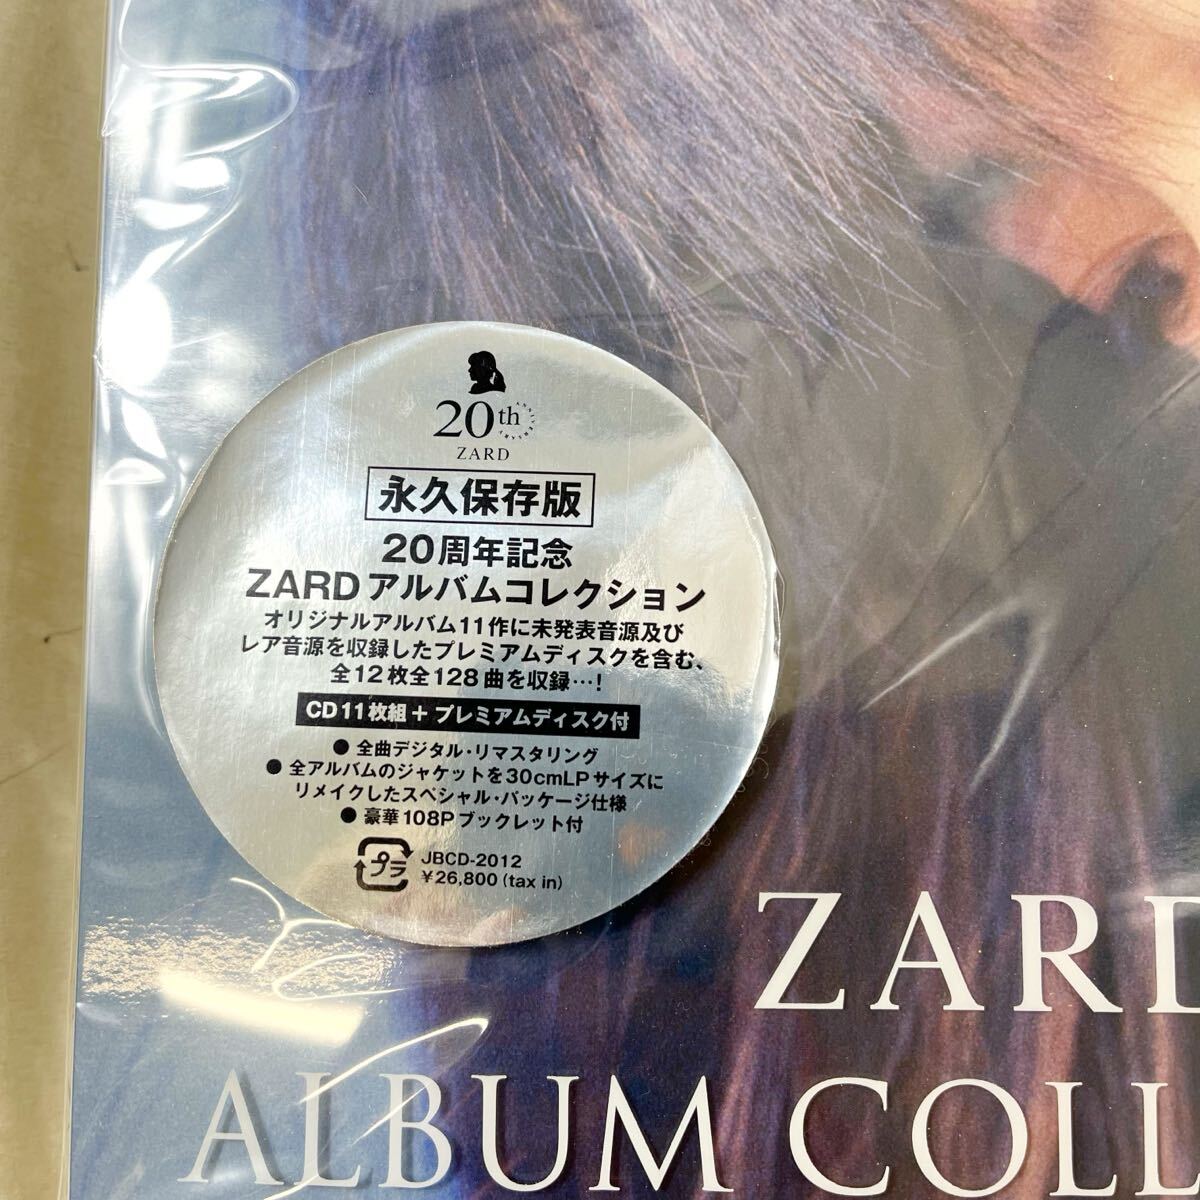 20th
ANNIVERSARY
ZARD
永久保存版
20周年記念
ZARDアルバムコレクション
オリジナルアルバム11作に未発表音源及び
レア音源を収録したプレミアムディスクを含む、
全12枚全128曲を収録…!
CD11枚組+プレミアムディスク付
●全曲デジタル・リマスタリング
●全アルバムのジャケットを30cmLPサイズに
リメイクしたスペシャル・パッケージ仕様
●豪華108Pブックレット付
プラ
JBCD-2012
¥26,800(tax in)
ZARD
ALBUM COLL